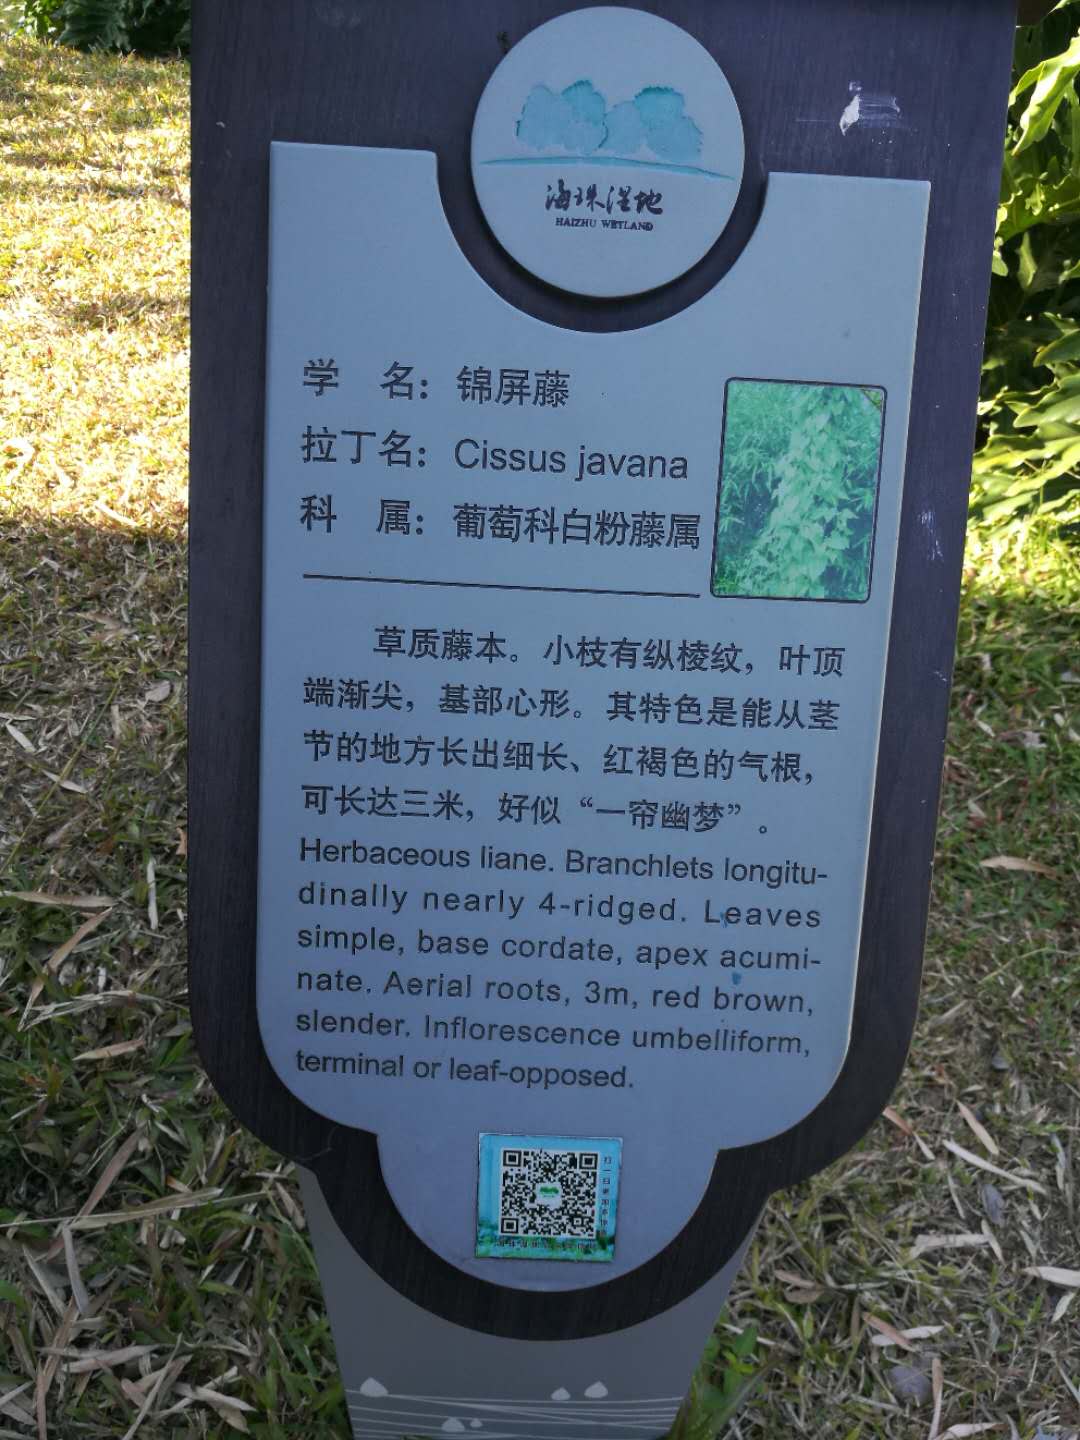 海珠湿地
HAIZHU WETLAND
学 名：锦屏藤
拉丁名：Cissus javana
科 属：葡萄科白粉藤属
草质藤本。小枝有纵棱纹，叶顶
端渐尖，基部心形。其特色是能从茎
节的地方长出细长、红褐色的气根，
可长达三米，好似“一帘幽梦”。
Herbaceous liane. Branchlets longitu-
dinally nearly 4-ridged. Leaves
simple, base cordate, apex acumi-
nate. Aerial roots, 3m, red brown,
slender. Inflorescence umbelliform,
terminal or leaf-opposed.